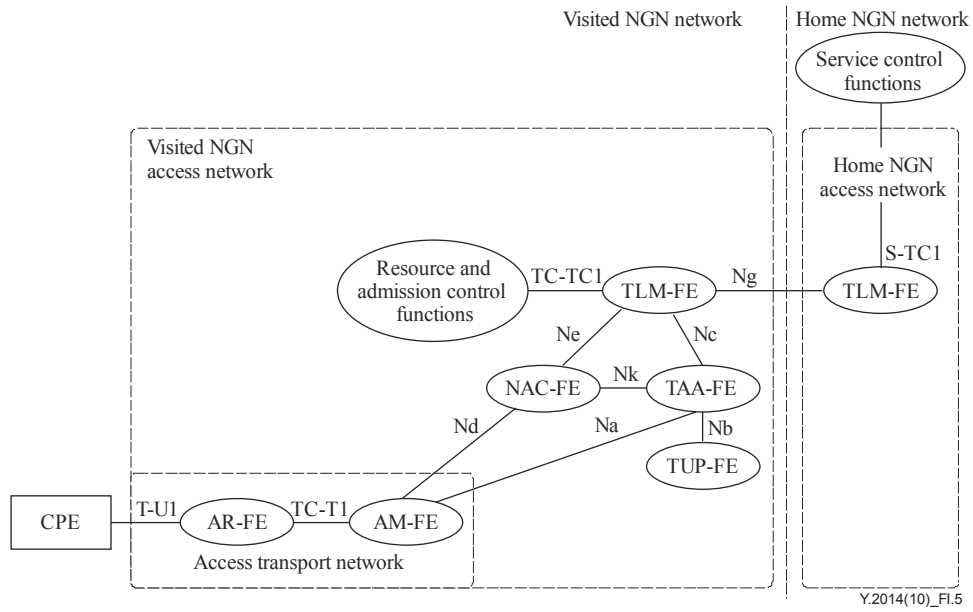 Visited NGN network
Home NGN network
Service control
functions
Visited NGN
access network
Home NGN
access network
S-TC1
Resource and
admission control
functions
TC-TC1
TLM-FE
Ng
TLM-FE
Ne
Nc
NAC-FE
Nk
TAA-FE
Nd
Na
Nb
TUP-FE
CPE
T-U1
AR-FE
TC-T1
AM-FE
Access transport network
Y.2014(10)_FI.5